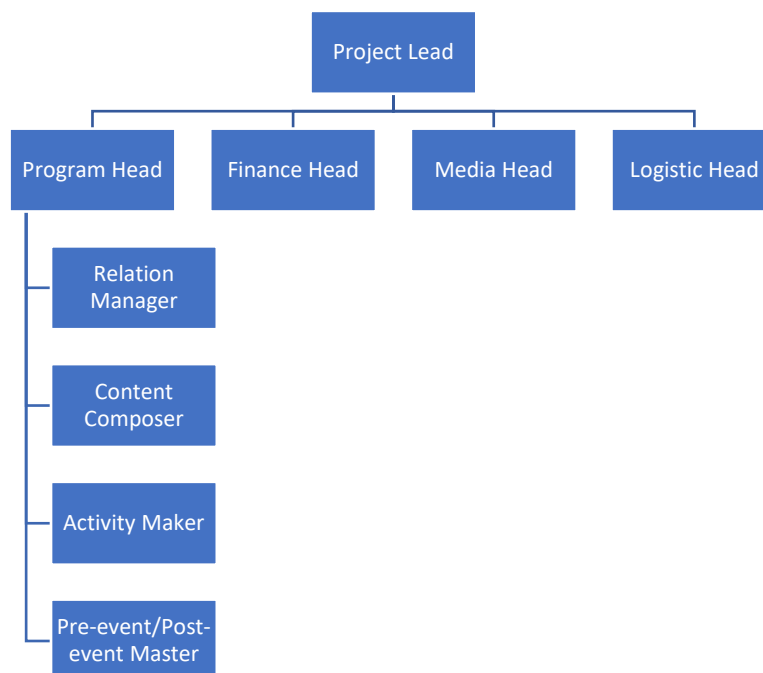 Project Lead
Program Head
Finance Head
Media Head
Logistic Head
Relation
Manager
Content
Composer
Activity Maker
Pre-event/Post-
event Master